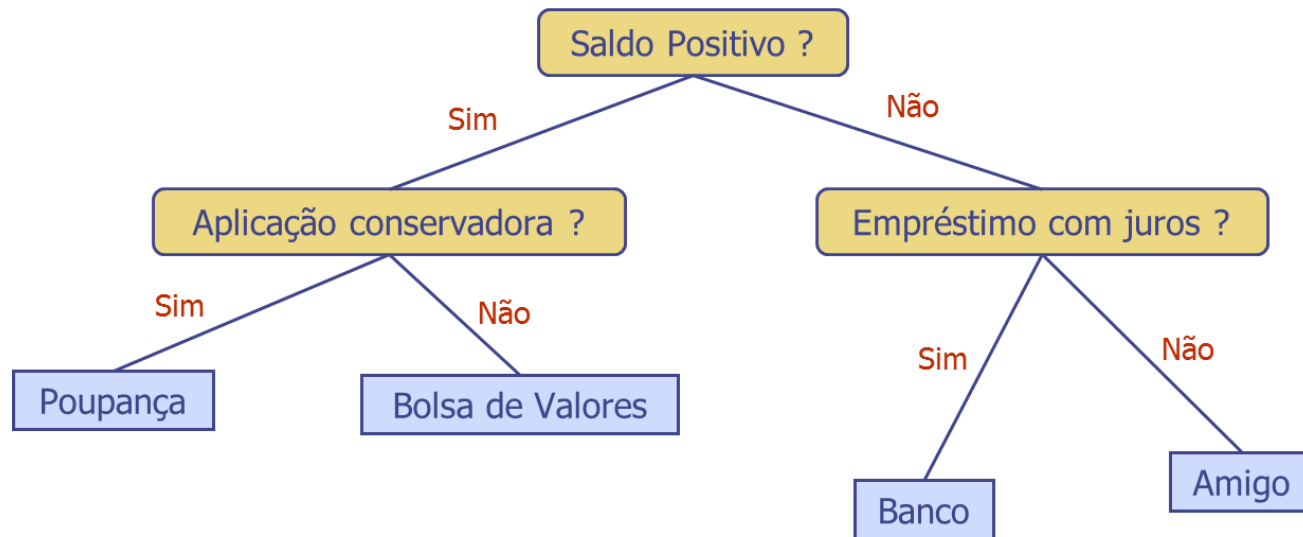 Saldo Positivo ?
Sim
Não
Aplicação conservadora ?
Empréstimo com juros ?
Sim
Não
Sim
Não
Poupança
Bolsa de Valores
Banco
Amigo